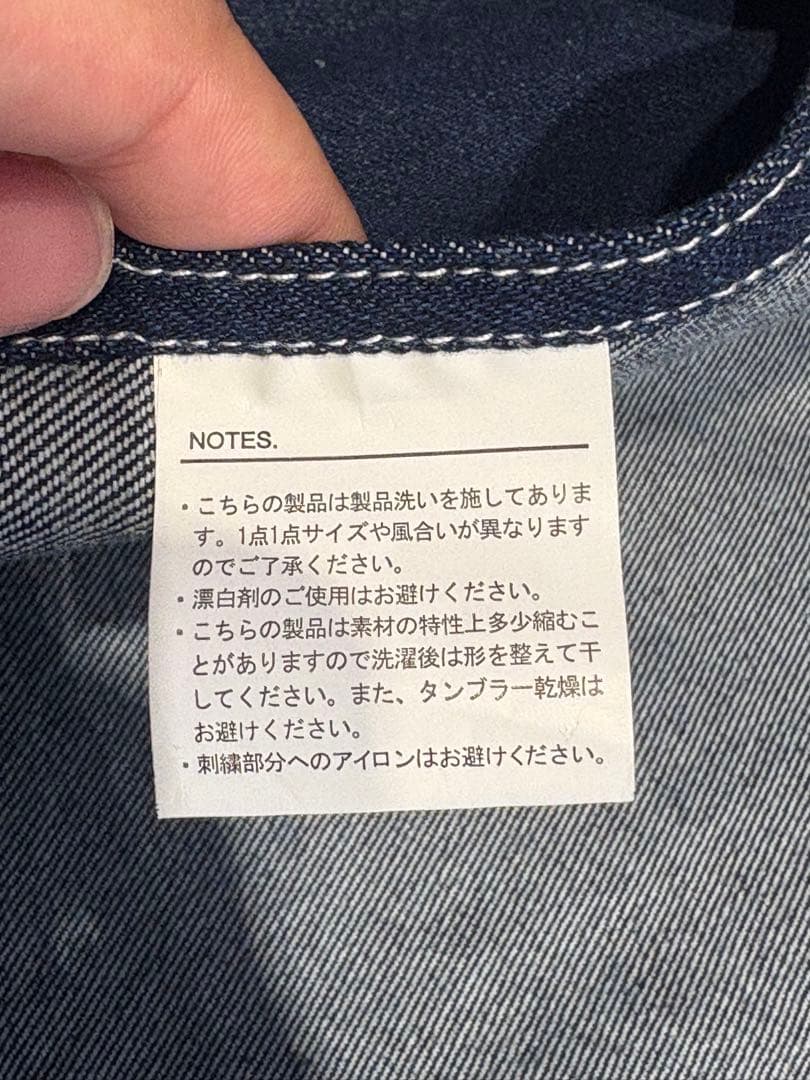 NOTES.
・こちらの製品は製品洗いを施してありま
す。1点1点サイズや風合いが異なります
のでご了承ください。
・漂白剤のご使用はお避けください。
・こちらの製品は素材の特性上多少縮むこ
とがありますので洗濯後は形を整えて干
してください。また、タンブラー乾燥は
お避けください。
・刺繍部分へのアイロンはお避けください。